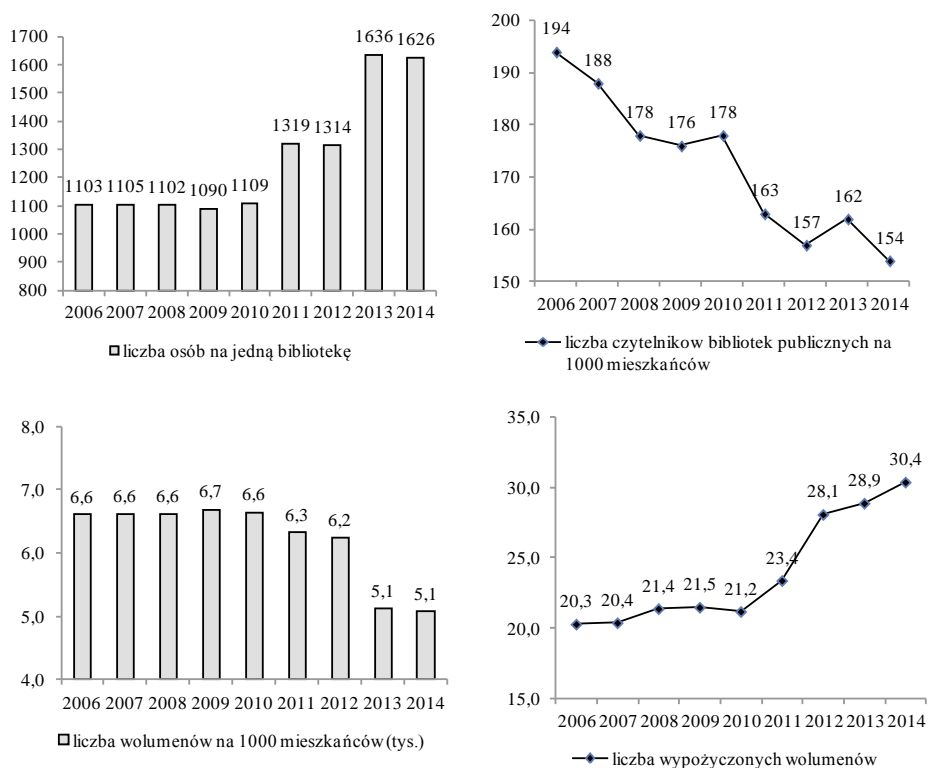 1700
1600
1500
1400
1300
1200
1100
1000
900
800
1103 1105 1102 1090 1109 1319 1314 1636 1626
2006 2007 2008 2009 2010 2011 2012 2013 2014
liczba osób na jedną bibliotekę
200
190
180
170
160
150
194 188 178 176 178 163 157 162 154
2006 2007 2008 2009 2010 2011 2012 2013 2014
liczba czytelnikow bibliotek publicznych na
1000 mieszkańców
8,0
7,0
6,0
5,0
4,0
6,6 6,6 6,6 6,7 6,6 6,3 6,2 5,1 5,1
2006 2007 2008 2009 2010 2011 2012 2013 2014
liczba wolumenów na 1000 mieszkańców (tys.)
35,0
30,0
25,0
20,0
15,0
20,3 20,4 21,4 21,5 21,2 23,4 28,1 28,9 30,4
2006 2007 2008 2009 2010 2011 2012 2013 2014
liczba wypożyczonych wolumenów